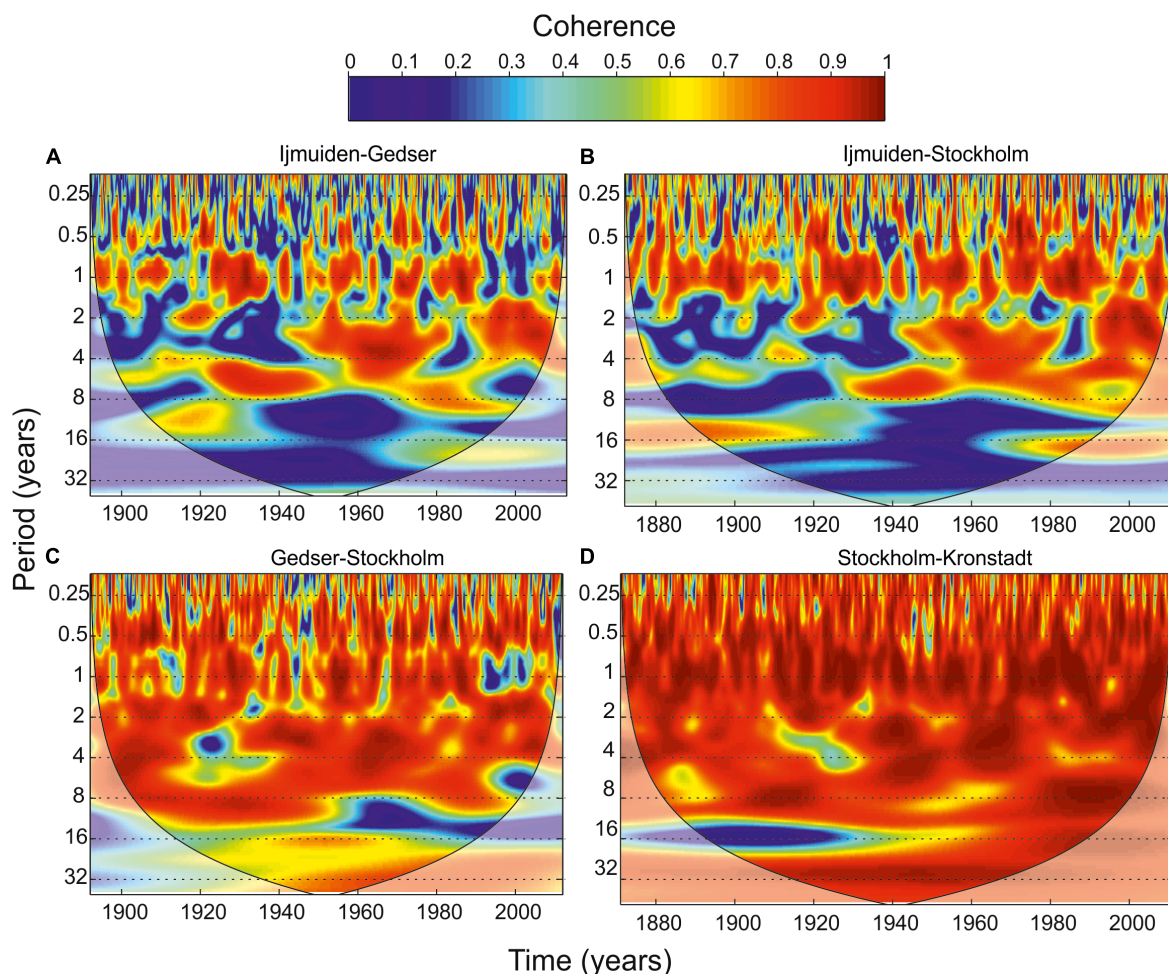 Coherence
0 0.1 0.2 0.3 0.4 0.5 0.6 0.7 0.8 0.9 1
A Ijmuiden-Gedser
B Ijmuiden-Stockholm
0.25
0.5
1
2
4
8
16
32
1900 1920 1940 1960 1980 2000
0.25
0.5
1
2
4
8
16
32
1880 1900 1920 1940 1960 1980 2000
C Gedser-Stockholm
D Stockholm-Kronstadt
0.25
0.5
1
2
4
8
16
32
1900 1920 1940 1960 1980 2000
0.25
0.5
1
2
4
8
16
32
1880 1900 1920 1940 1960 1980 2000
Period (years)
Time (years)